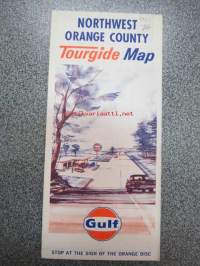 NORTHWEST
ORANGE COUNTY
Tourgide Map
Gulf
STOP AT THE SIGN OF THE ORANGE DISC